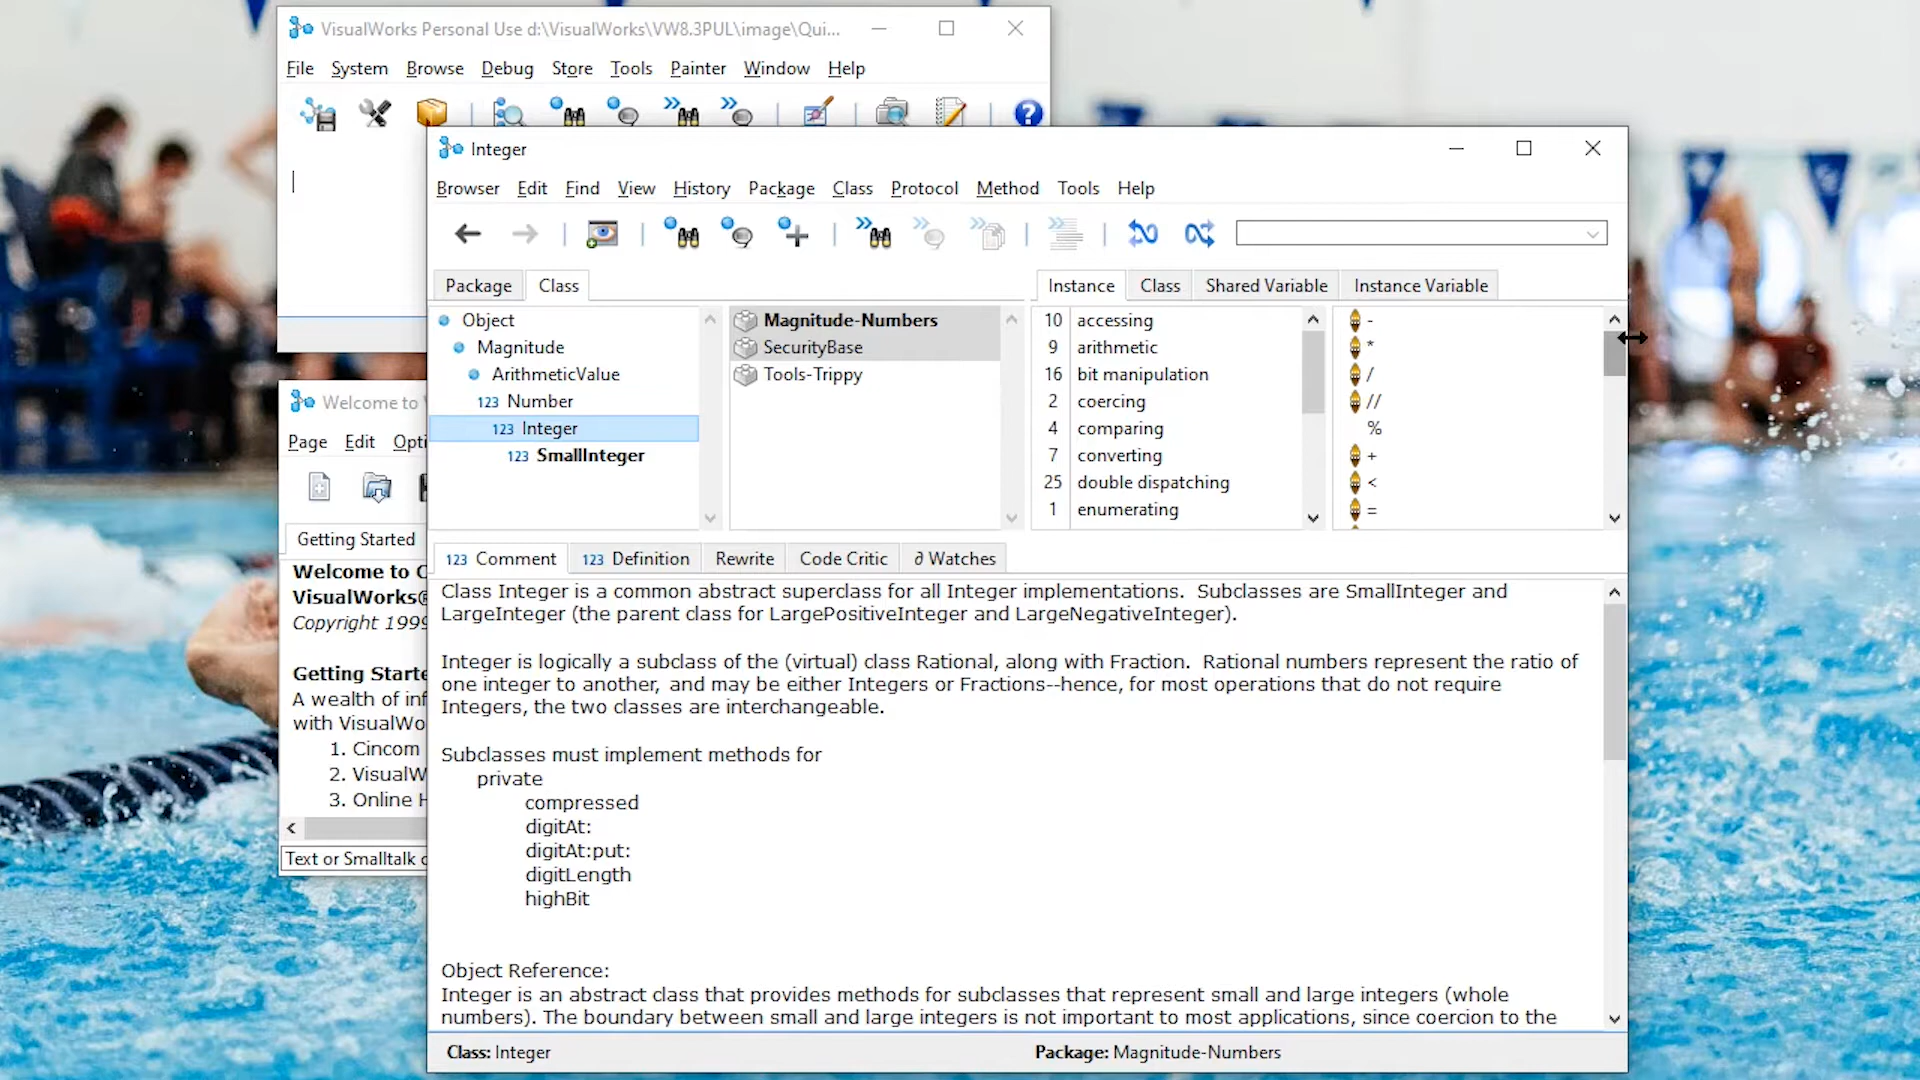 VisualWorks Personal Use d:\VisualWorks\VW8.3PUL\image\Qui...
File System Browse Debug Store Tools Painter Window Help
Integer
Browser Edit Find View History Package Class Protocol Method Tools Help
Package Class
Instance Class Shared Variable Instance Variable
Object
Magnitude
ArithmeticValue
123 Number
123 Integer
123 SmallInteger
Magnitude-Numbers
SecurityBase
Tools-Trippy
10 accessing
9 arithmetic
16 bit manipulation
2 coercing
4 comparing
7 converting
25 double dispatching
1 enumerating
-
*
/
//
%
+
<
=
Welcome to
Page Edit Opti
Getting Started
Welcome to C
VisualWorks®
Copyright 1999
Getting Starte
A wealth of inf
with VisualWo
1. Cincom
2. VisualW
3. Online H
Text or Smalltalk c
123 Comment 123 Definition Rewrite Code Critic ∂ Watches
Class Integer is a common abstract superclass for all Integer implementations. Subclasses are SmallInteger and
LargeInteger (the parent class for LargePositiveInteger and LargeNegativeInteger).
Integer is logically a subclass of the (virtual) class Rational, along with Fraction. Rational numbers represent the ratio of
one integer to another, and may be either Integers or Fractions--hence, for most operations that do not require
Integers, the two classes are interchangeable.
Subclasses must implement methods for
private
compressed
digitAt:
digitAt:put:
digitLength
highBit
Object Reference:
Integer is an abstract class that provides methods for subclasses that represent small and large integers (whole
numbers). The boundary between small and large integers is not important to most applications, since coercion to the
Class: Integer
Package: Magnitude-Numbers